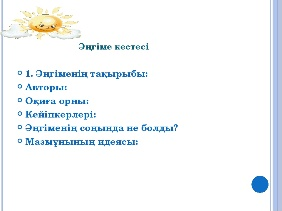 Әңгіме кестесі
1. Әңгіменің тақырыбы:
Авторы:
Оқиға орны:
Кейіпкерлері:
Әңгіменің соңында не болды?
Мазмұнының идеясы: